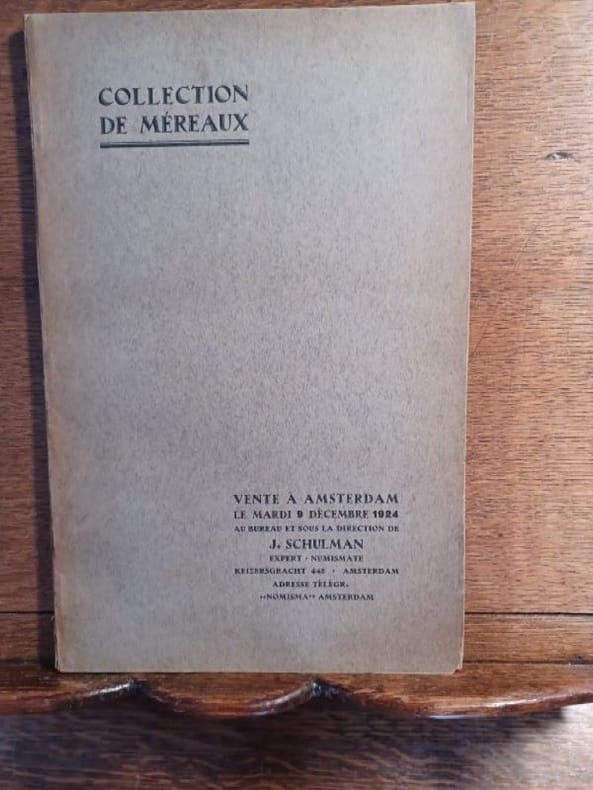 COLLECTION
DE MÉREAUX
VENTE À AMSTERDAM
LE MARDI 9 DÉCEMBRE 1924
AU BUREAU ET SOUS LA DIRECTION DE
J. SCHULMAN
EXPERT - NUMISMATE
KEIZERSGRACHT 448 - AMSTERDAM
ADRESSE TÉLÉGR.
"NOMISMA" AMSTERDAM